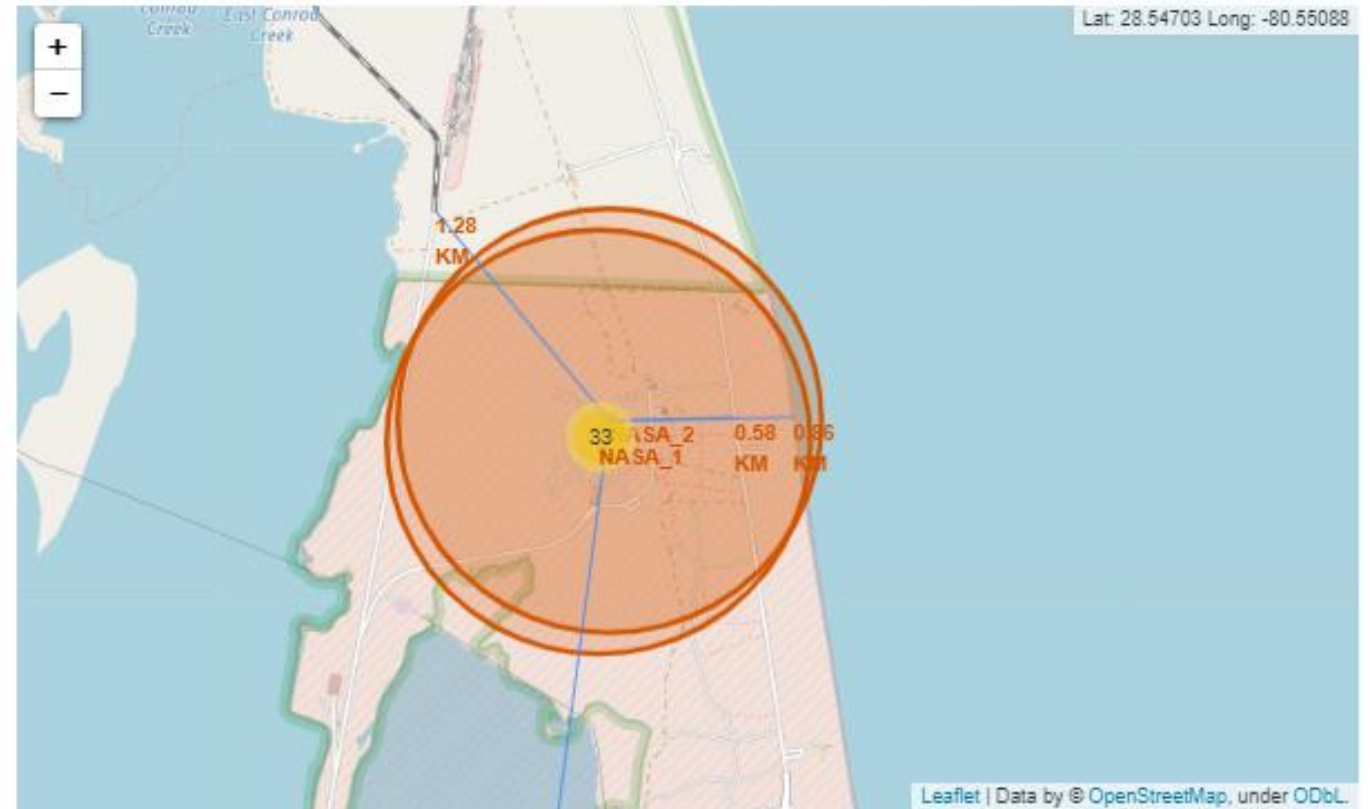 Lat: 28.54703 Long: -80.55088
East Conrad
Creek
Creek
+
−
1.28
KM
33 NASA_2
NASA_1
0.58
KM
0.86
KM
Leaflet | Data by © OpenStreetMap, under ODbL.